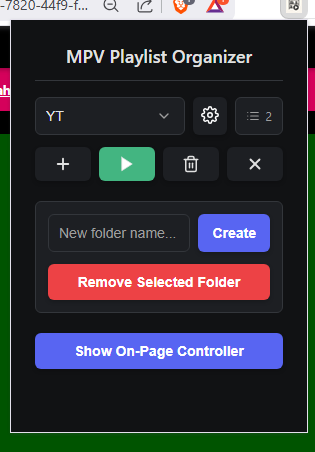 -7820-44f9-f...
MPV Playlist Organizer
YT
2
New folder name...
Create
Remove Selected Folder
Show On-Page Controller